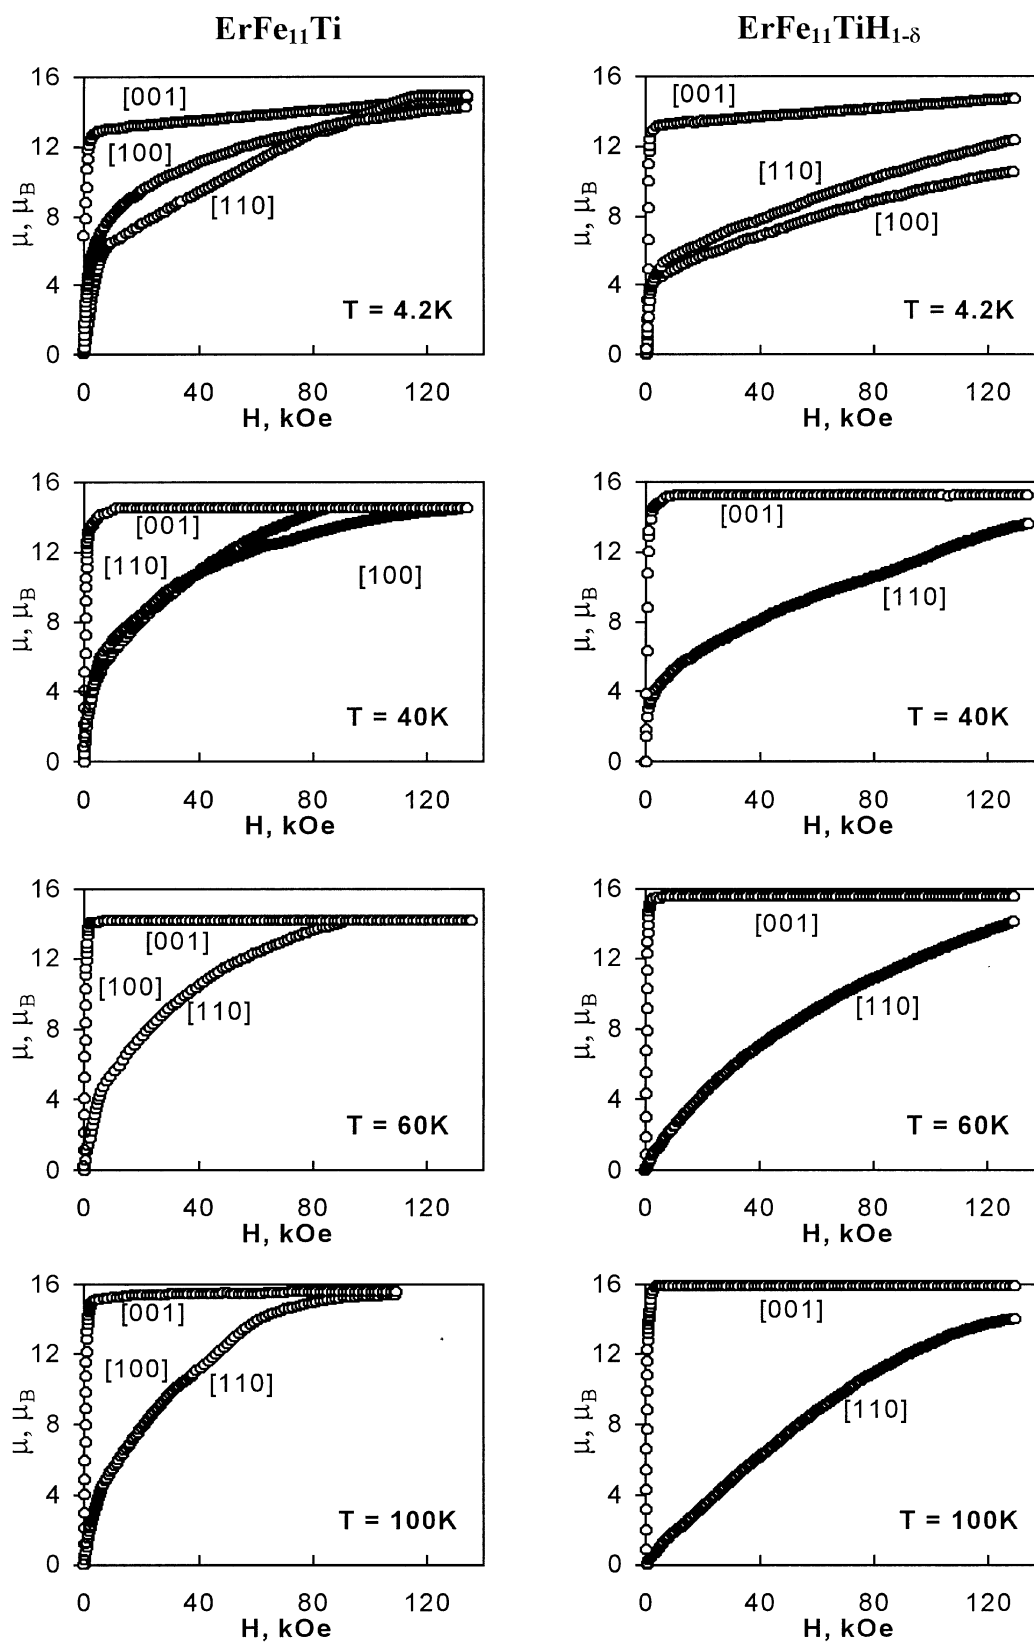 ErFe₁₁Ti
16
12
8
4
0
μ, μB
[001]
[100]
[110]
T = 4.2K
0 40 80 120
H, kOe
ErFe₁₁TiH₁₋δ
16
12
8
4
0
μ, μB
[001]
[110]
[100]
T = 4.2K
0 40 80 120
H, kOe
16
12
8
4
0
μ, μB
[001]
[110]
[100]
T = 40K
0 40 80 120
H, kOe
16
12
8
4
0
μ, μB
[001]
[110]
T = 40K
0 40 80 120
H, kOe
16
12
8
4
0
μ, μB
[001]
[100]
[110]
T = 60K
0 40 80 120
H, kOe
16
12
8
4
0
μ, μB
[001]
[110]
T = 60K
0 40 80 120
H, kOe
16
12
8
4
0
μ, μB
[001]
[100]
[110]
T = 100K
0 40 80 120
H, kOe
16
12
8
4
0
μ, μB
[001]
[110]
T = 100K
0 40 80 120
H, kOe